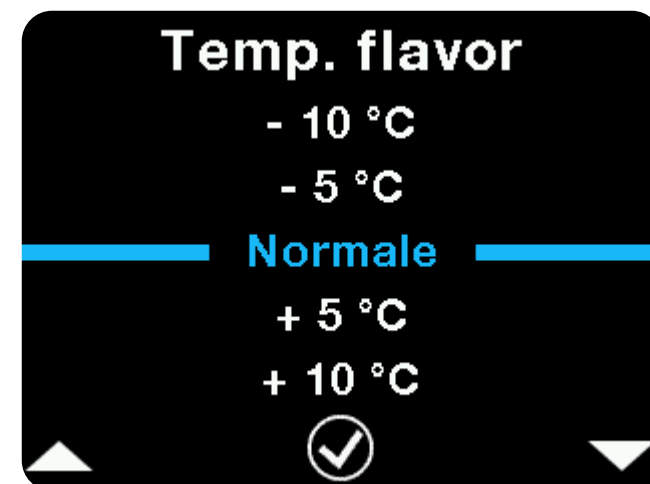 Temp. flavor
- 10 °C
- 5 °C
Normale
+ 5 °C
+ 10 °C